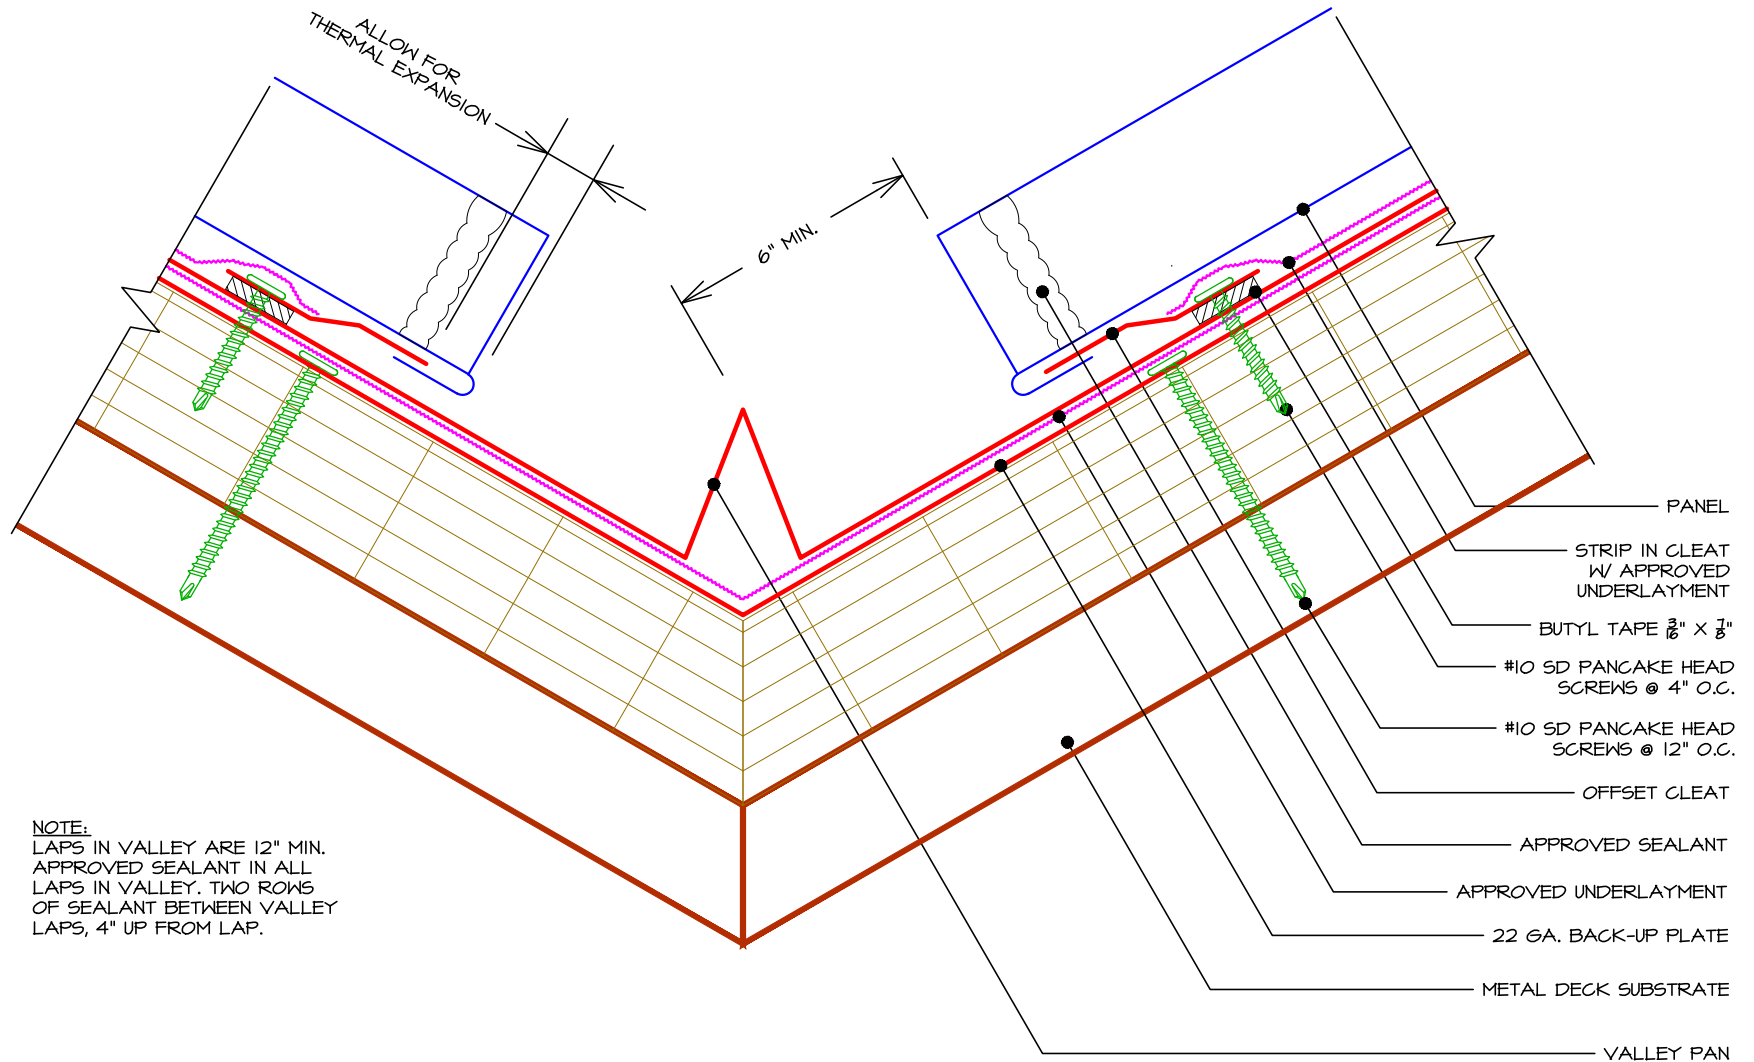 ALLOW FOR
THERMAL EXPANSION
6" MIN.
PANEL
STRIP IN CLEAT
W/ APPROVED
UNDERLAYMENT
BUTYL TAPE 3/16" X 7/8"
#10 SD PANCAKE HEAD
SCREWS @ 4" O.C.
#10 SD PANCAKE HEAD
SCREWS @ 12" O.C.
OFFSET CLEAT
APPROVED SEALANT
APPROVED UNDERLAYMENT
22 GA. BACK-UP PLATE
METAL DECK SUBSTRATE
VALLEY PAN
NOTE:
LAPS IN VALLEY ARE 12" MIN.
APPROVED SEALANT IN ALL
LAPS IN VALLEY. TWO ROWS
OF SEALANT BETWEEN VALLEY
LAPS, 4" UP FROM LAP.